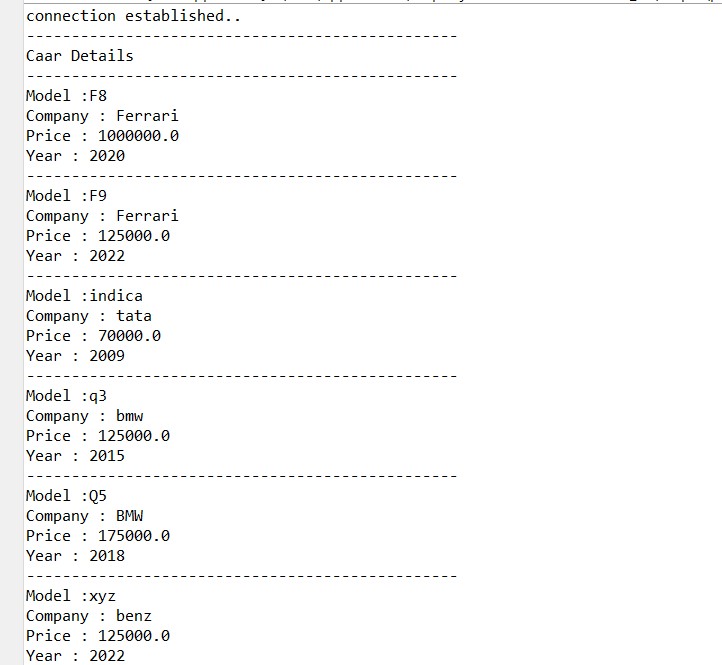 connection established..
------------------------------------------------
Caar Details
------------------------------------------------
Model :F8
Company : Ferrari
Price : 1000000.0
Year : 2020
------------------------------------------------
Model :F9
Company : Ferrari
Price : 125000.0
Year : 2022
------------------------------------------------
Model :indica
Company : tata
Price : 70000.0
Year : 2009
------------------------------------------------
Model :q3
Company : bmw
Price : 125000.0
Year : 2015
------------------------------------------------
Model :Q5
Company : BMW
Price : 175000.0
Year : 2018
------------------------------------------------
Model :xyz
Company : benz
Price : 125000.0
Year : 2022